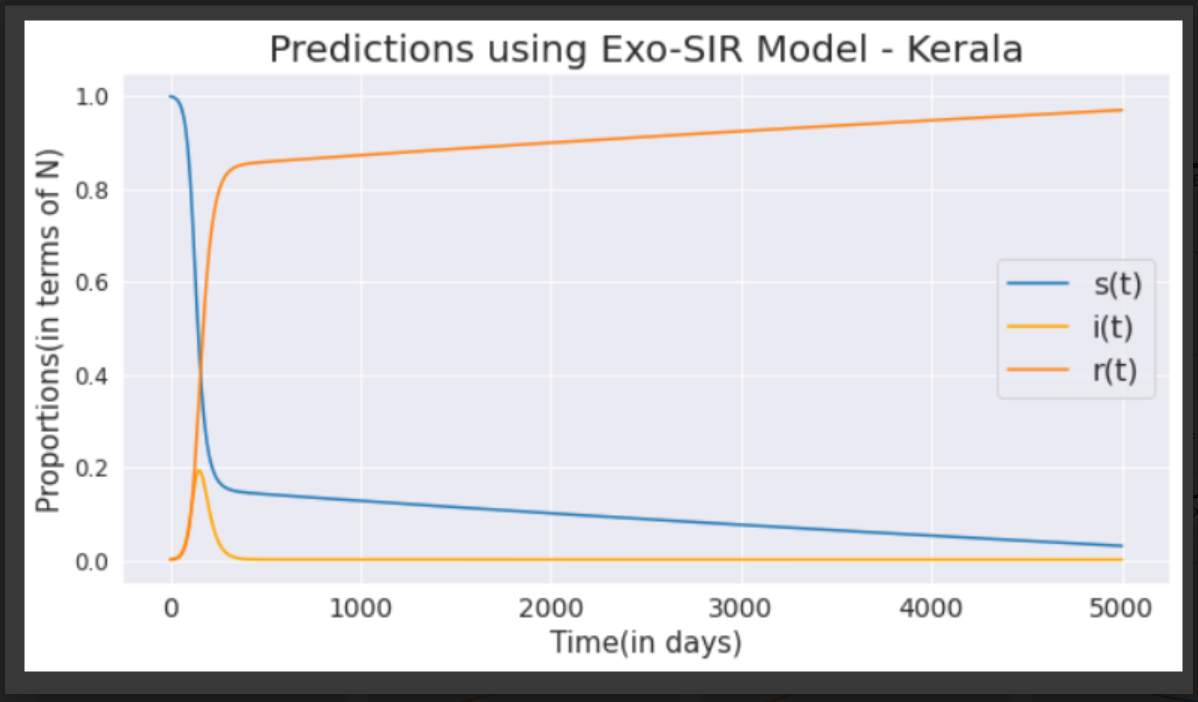 Predictions using Exo-SIR Model - Kerala
Proportions(in terms of N)
1.0
0.8
0.6
0.4
0.2
0.0
s(t)
i(t)
r(t)
0 1000 2000 3000 4000 5000
Time(in days)